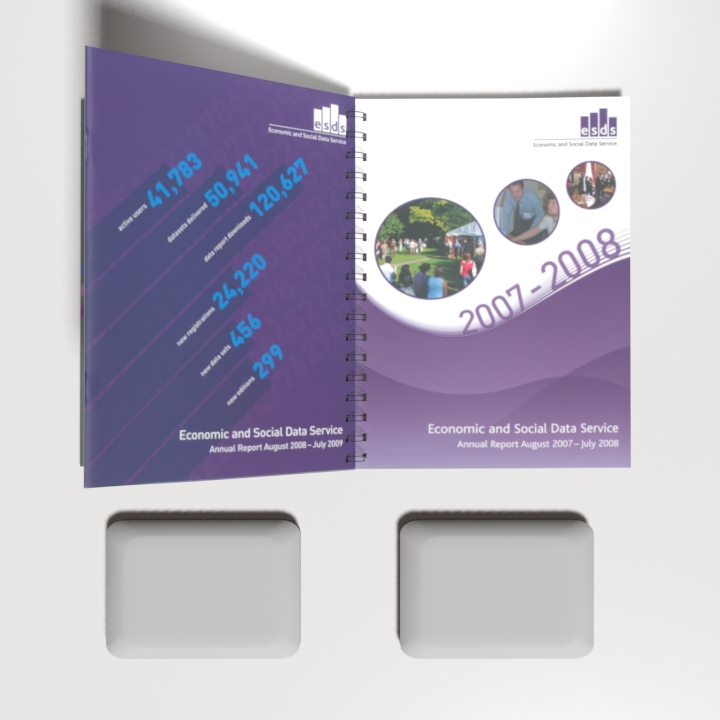 esds
Economic and Social Data Service
active users 41,783
datasets delivered 50,941
data report downloads 120,627
new registrations 24,220
new data sets 456
new editions 299
Economic and Social Data Service
Annual Report August 2008 – July 2009
esds
Economic and Social Data Service
2007 - 2008
Economic and Social Data Service
Annual Report August 2007 – July 2008